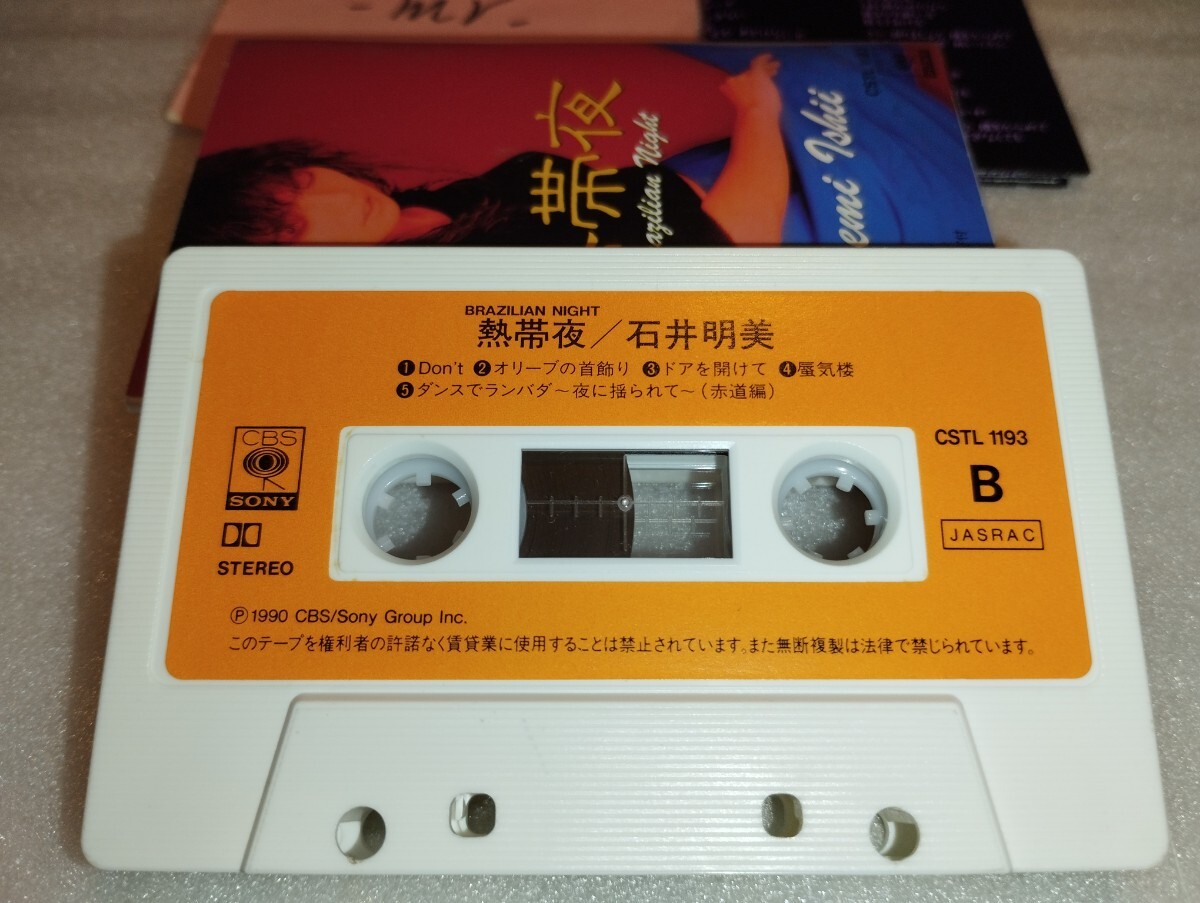 帯夜
Brazilian Night
emi Ishii
BRAZILIAN NIGHT
熱帯夜／石井明美
❶Don't ❷オリーブの首飾り ❸ドアを開けて ❹蜃気楼
❺ダンスでランバダ〜夜に揺られて〜(赤道編)
CBS
SONY
STEREO
CSTL 1193
B
JASRAC
Ⓟ1990 CBS/Sony Group Inc.
このテープを権利者の許諾なく賃貸業に使用することは禁止されています。また無断複製は法律で禁じられています。